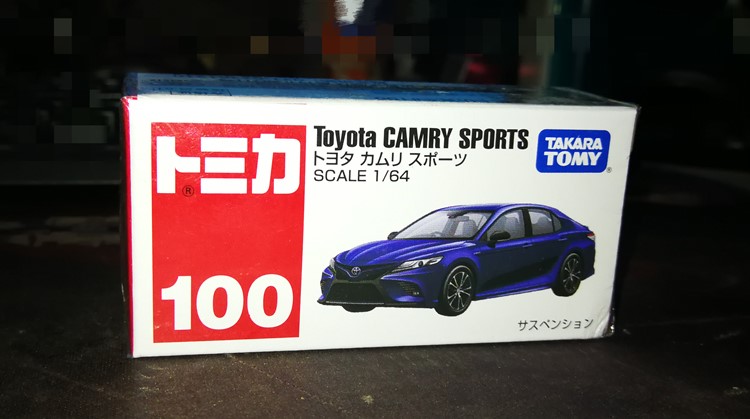 トミカ®
100
Toyota CAMRY SPORTS
トヨタ カムリ スポーツ
SCALE 1/64
TAKARA
TOMY®
サスペンション